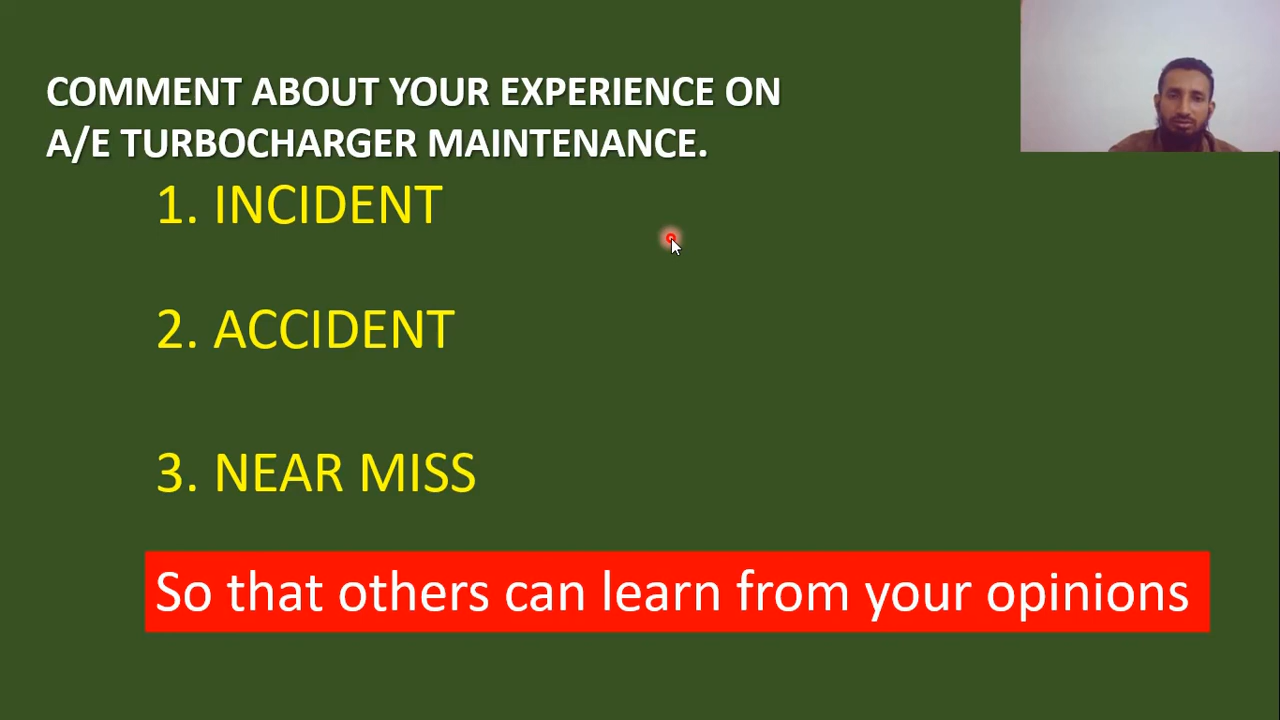 COMMENT ABOUT YOUR EXPERIENCE ON
A/E TURBOCHARGER MAINTENANCE.
1. INCIDENT
2. ACCIDENT
3. NEAR MISS
So that others can learn from your opinions